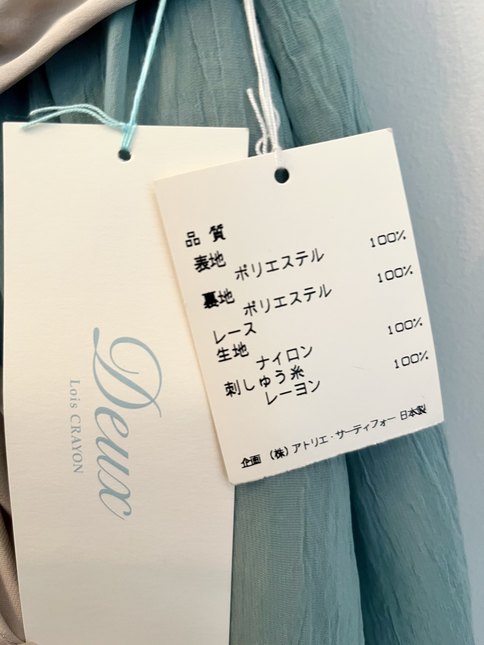 Deux
Lois CRAYON
品 質
表地
ポリエステル 100%
裏地
ポリエステル 100%
レース
生地 ナイロン 100%
刺しゅう糸
レーヨン 100%
企画 (株)アトリエ・サーティフォー 日本製